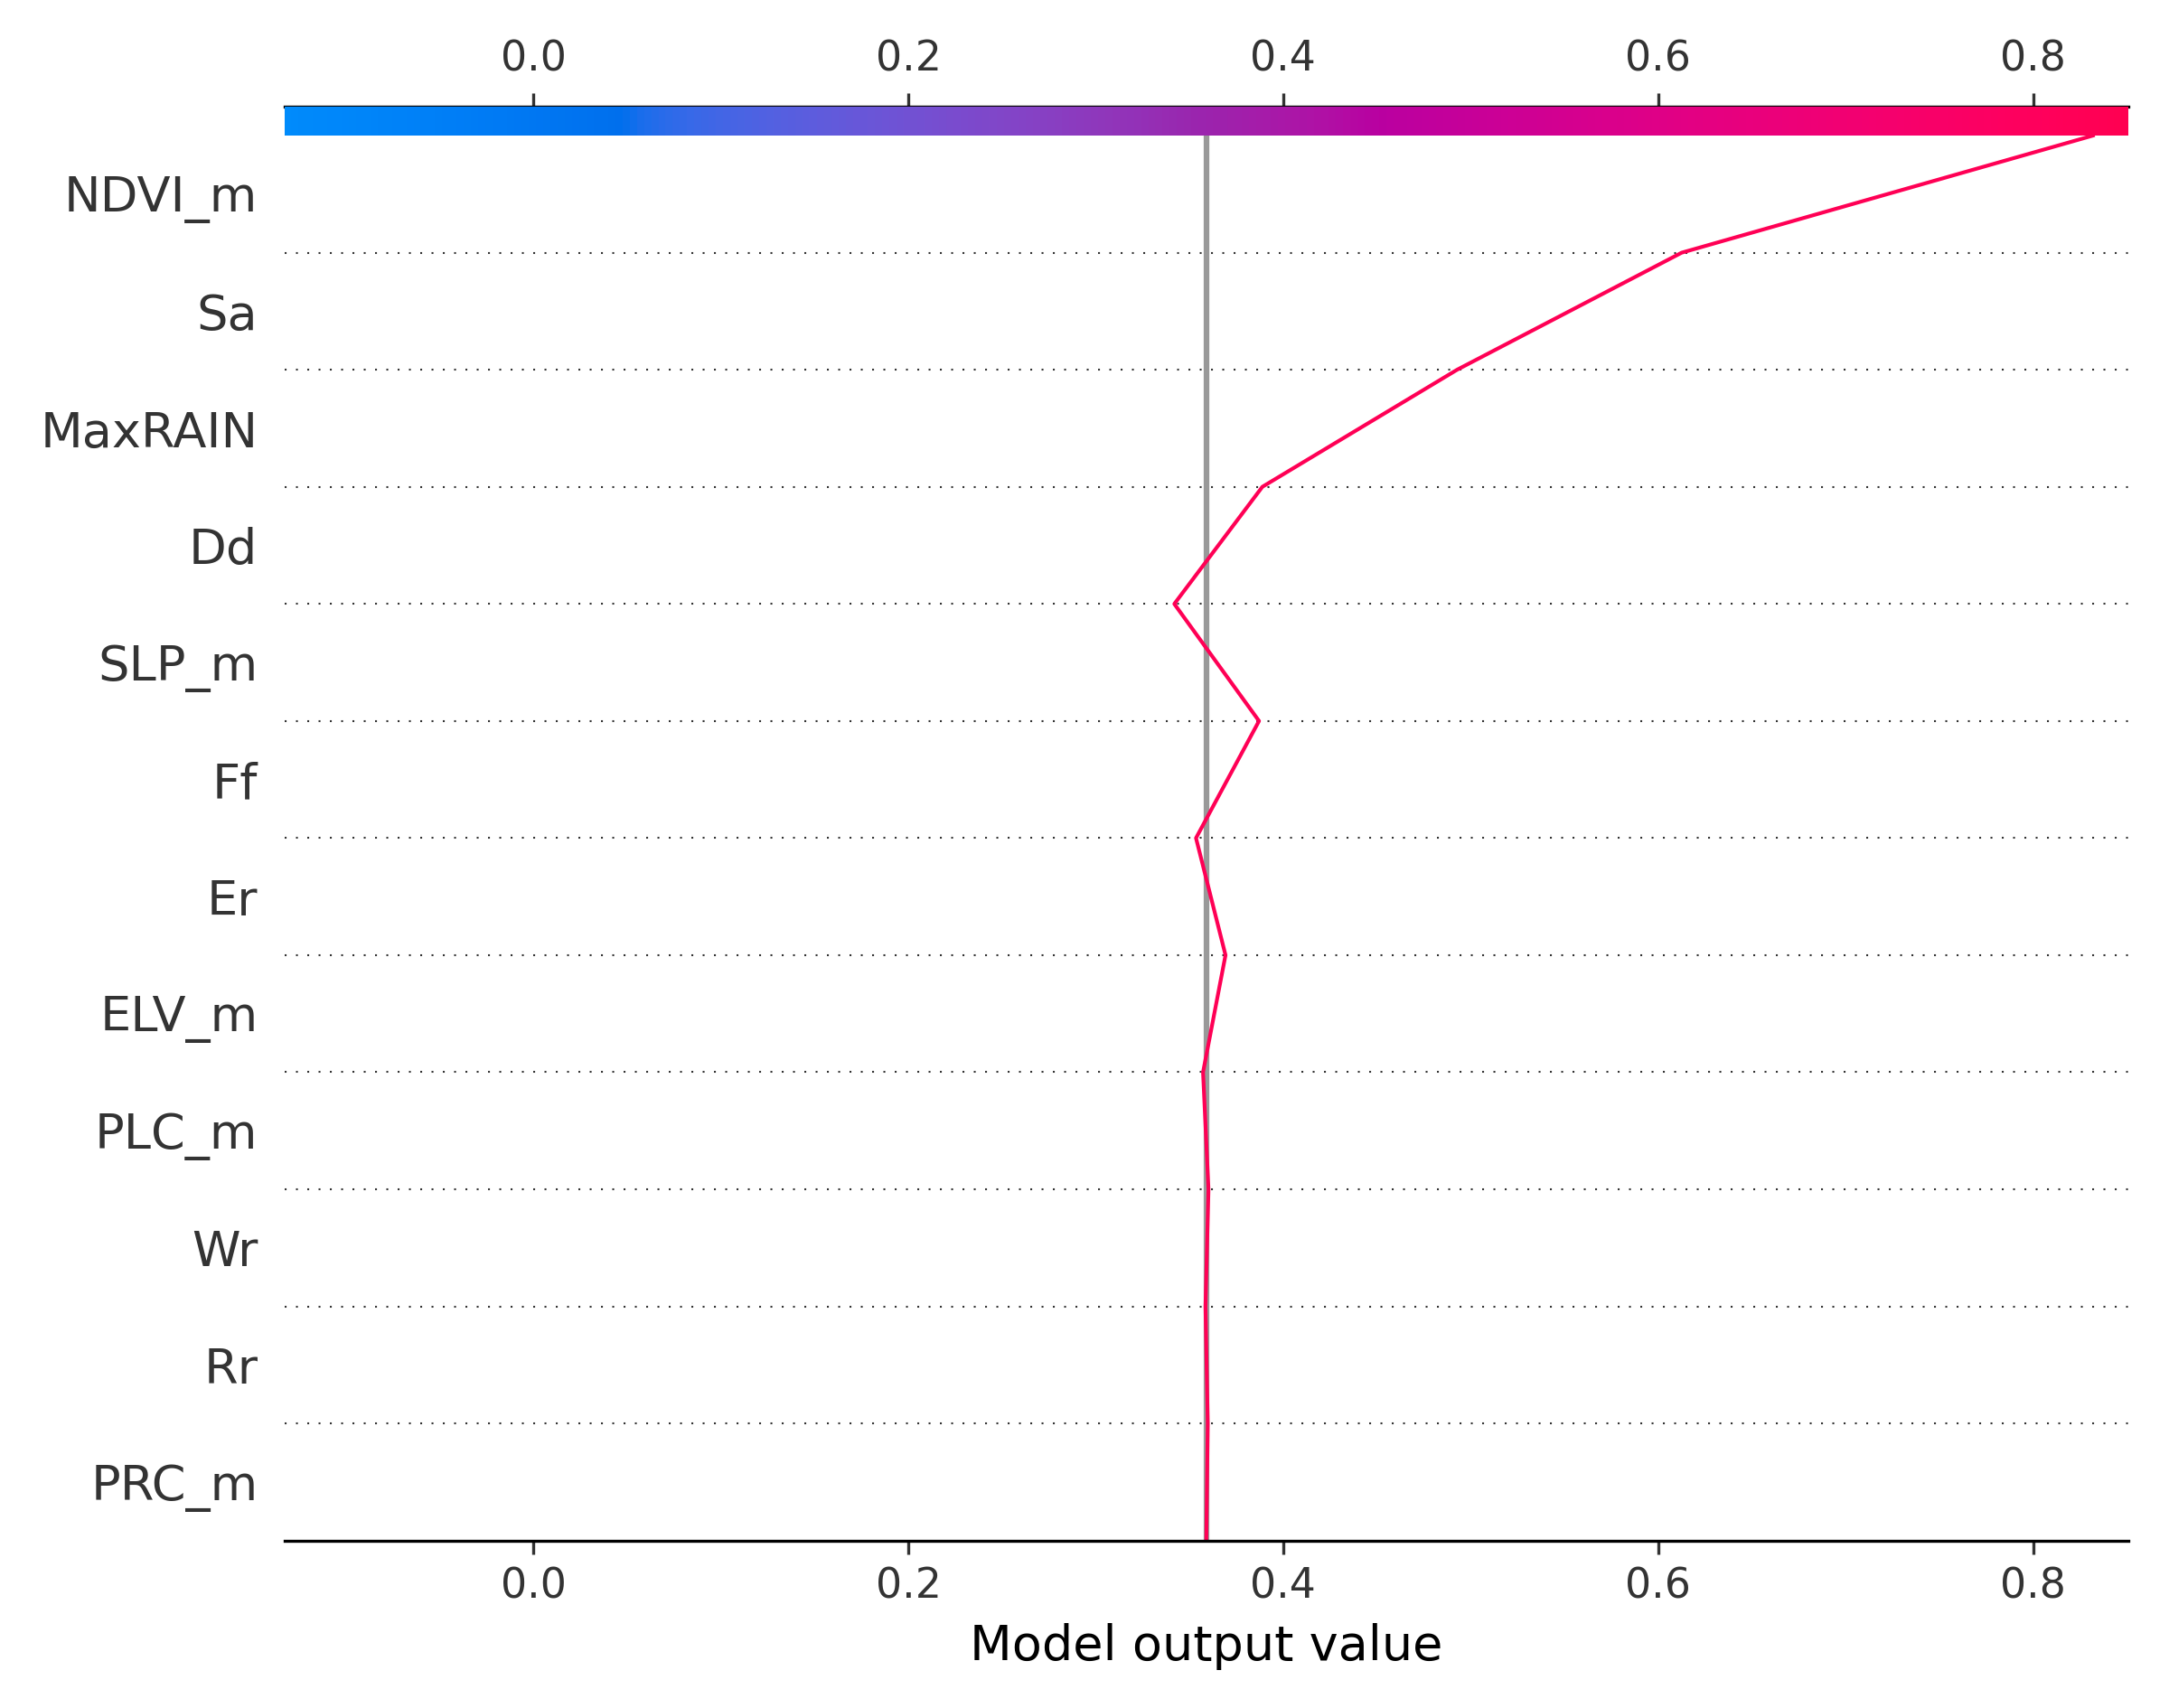 0.0 0.2 0.4 0.6 0.8
NDVI_m
Sa
MaxRAIN
Dd
SLP_m
Ff
Er
ELV_m
PLC_m
Wr
Rr
PRC_m
0.0 0.2 0.4 0.6 0.8
Model output value